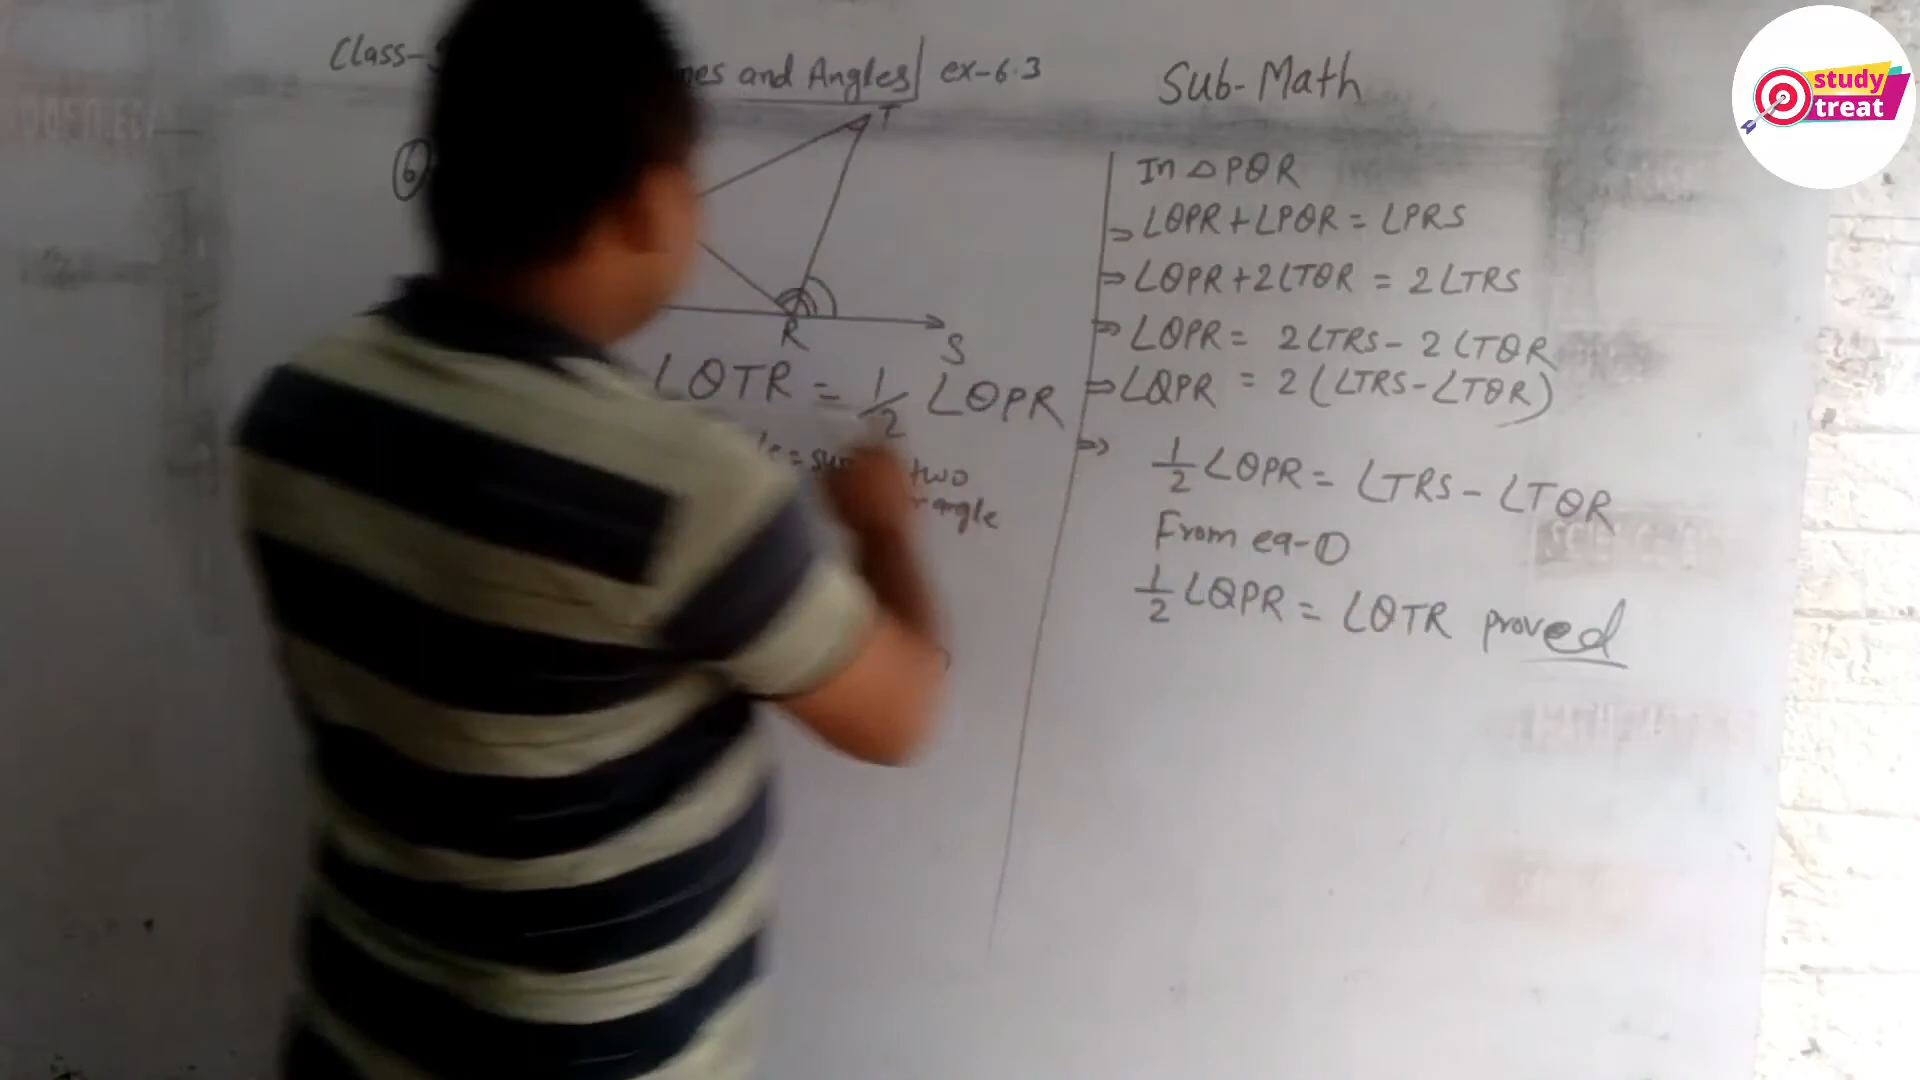 Class-
and Angles ex-6.3
Sub-Math
study
treat
6
T
R
S
∠QTR = 1/2 ∠QPR
two
angle
In △PQR
⇒ ∠QPR+∠PQR = ∠PRS
⇒ ∠QPR+2∠TQR = 2∠TRS
⇒ ∠QPR = 2∠TRS - 2∠TQR
⇒ ∠QPR = 2(∠TRS-∠TQR)
⇒ 1/2 ∠QPR = ∠TRS - ∠TQR
From eq-①
1/2 ∠QPR = ∠QTR proved